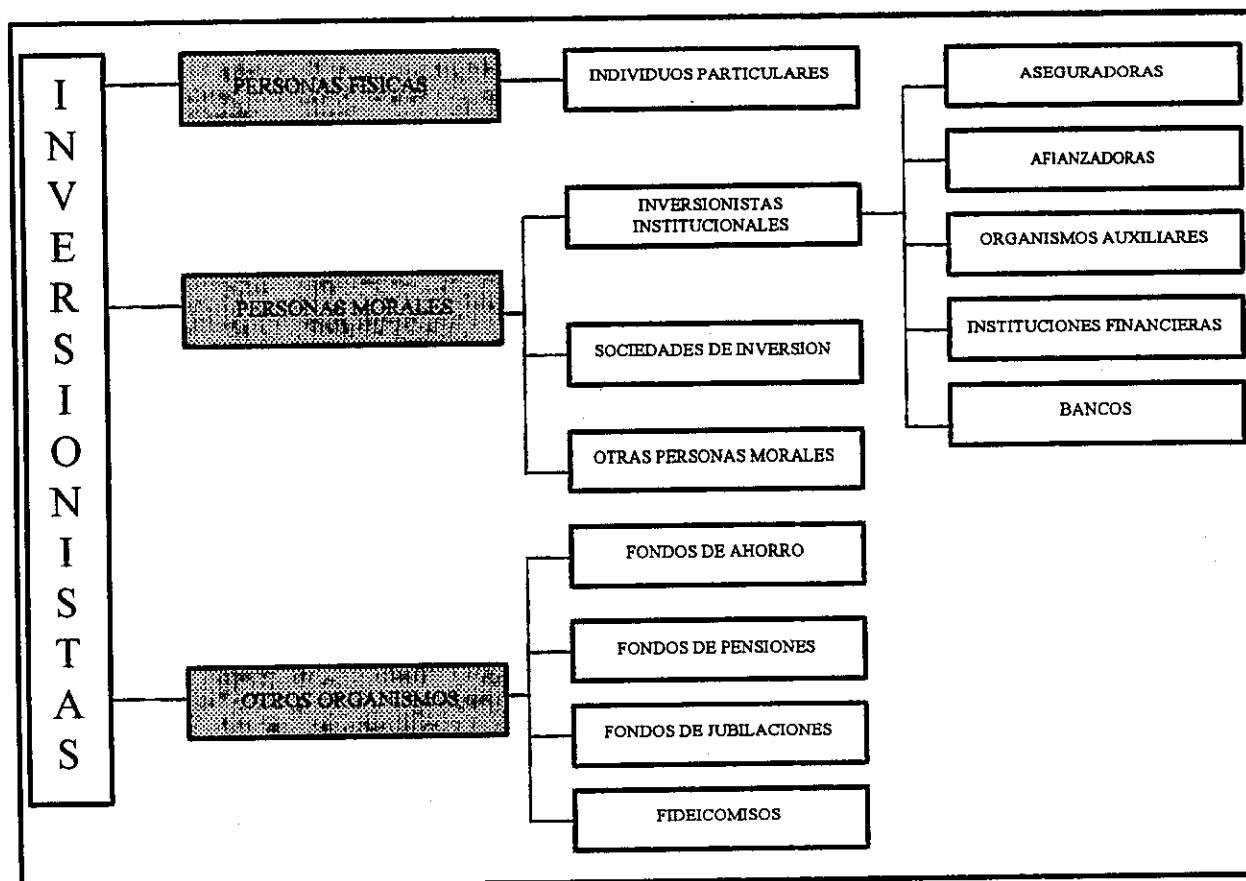 INVERSIONISTAS
PERSONAS FISICAS
INDIVIDUOS PARTICULARES
PERSONAS MORALES
INVERSIONISTAS
INSTITUCIONALES
ASEGURADORAS
AFIANZADORAS
ORGANISMOS AUXILIARES
INSTITUCIONES FINANCIERAS
BANCOS
SOCIEDADES DE INVERSION
OTRAS PERSONAS MORALES
OTROS ORGANISMOS
FONDOS DE AHORRO
FONDOS DE PENSIONES
FONDOS DE JUBILACIONES
FIDEICOMISOS